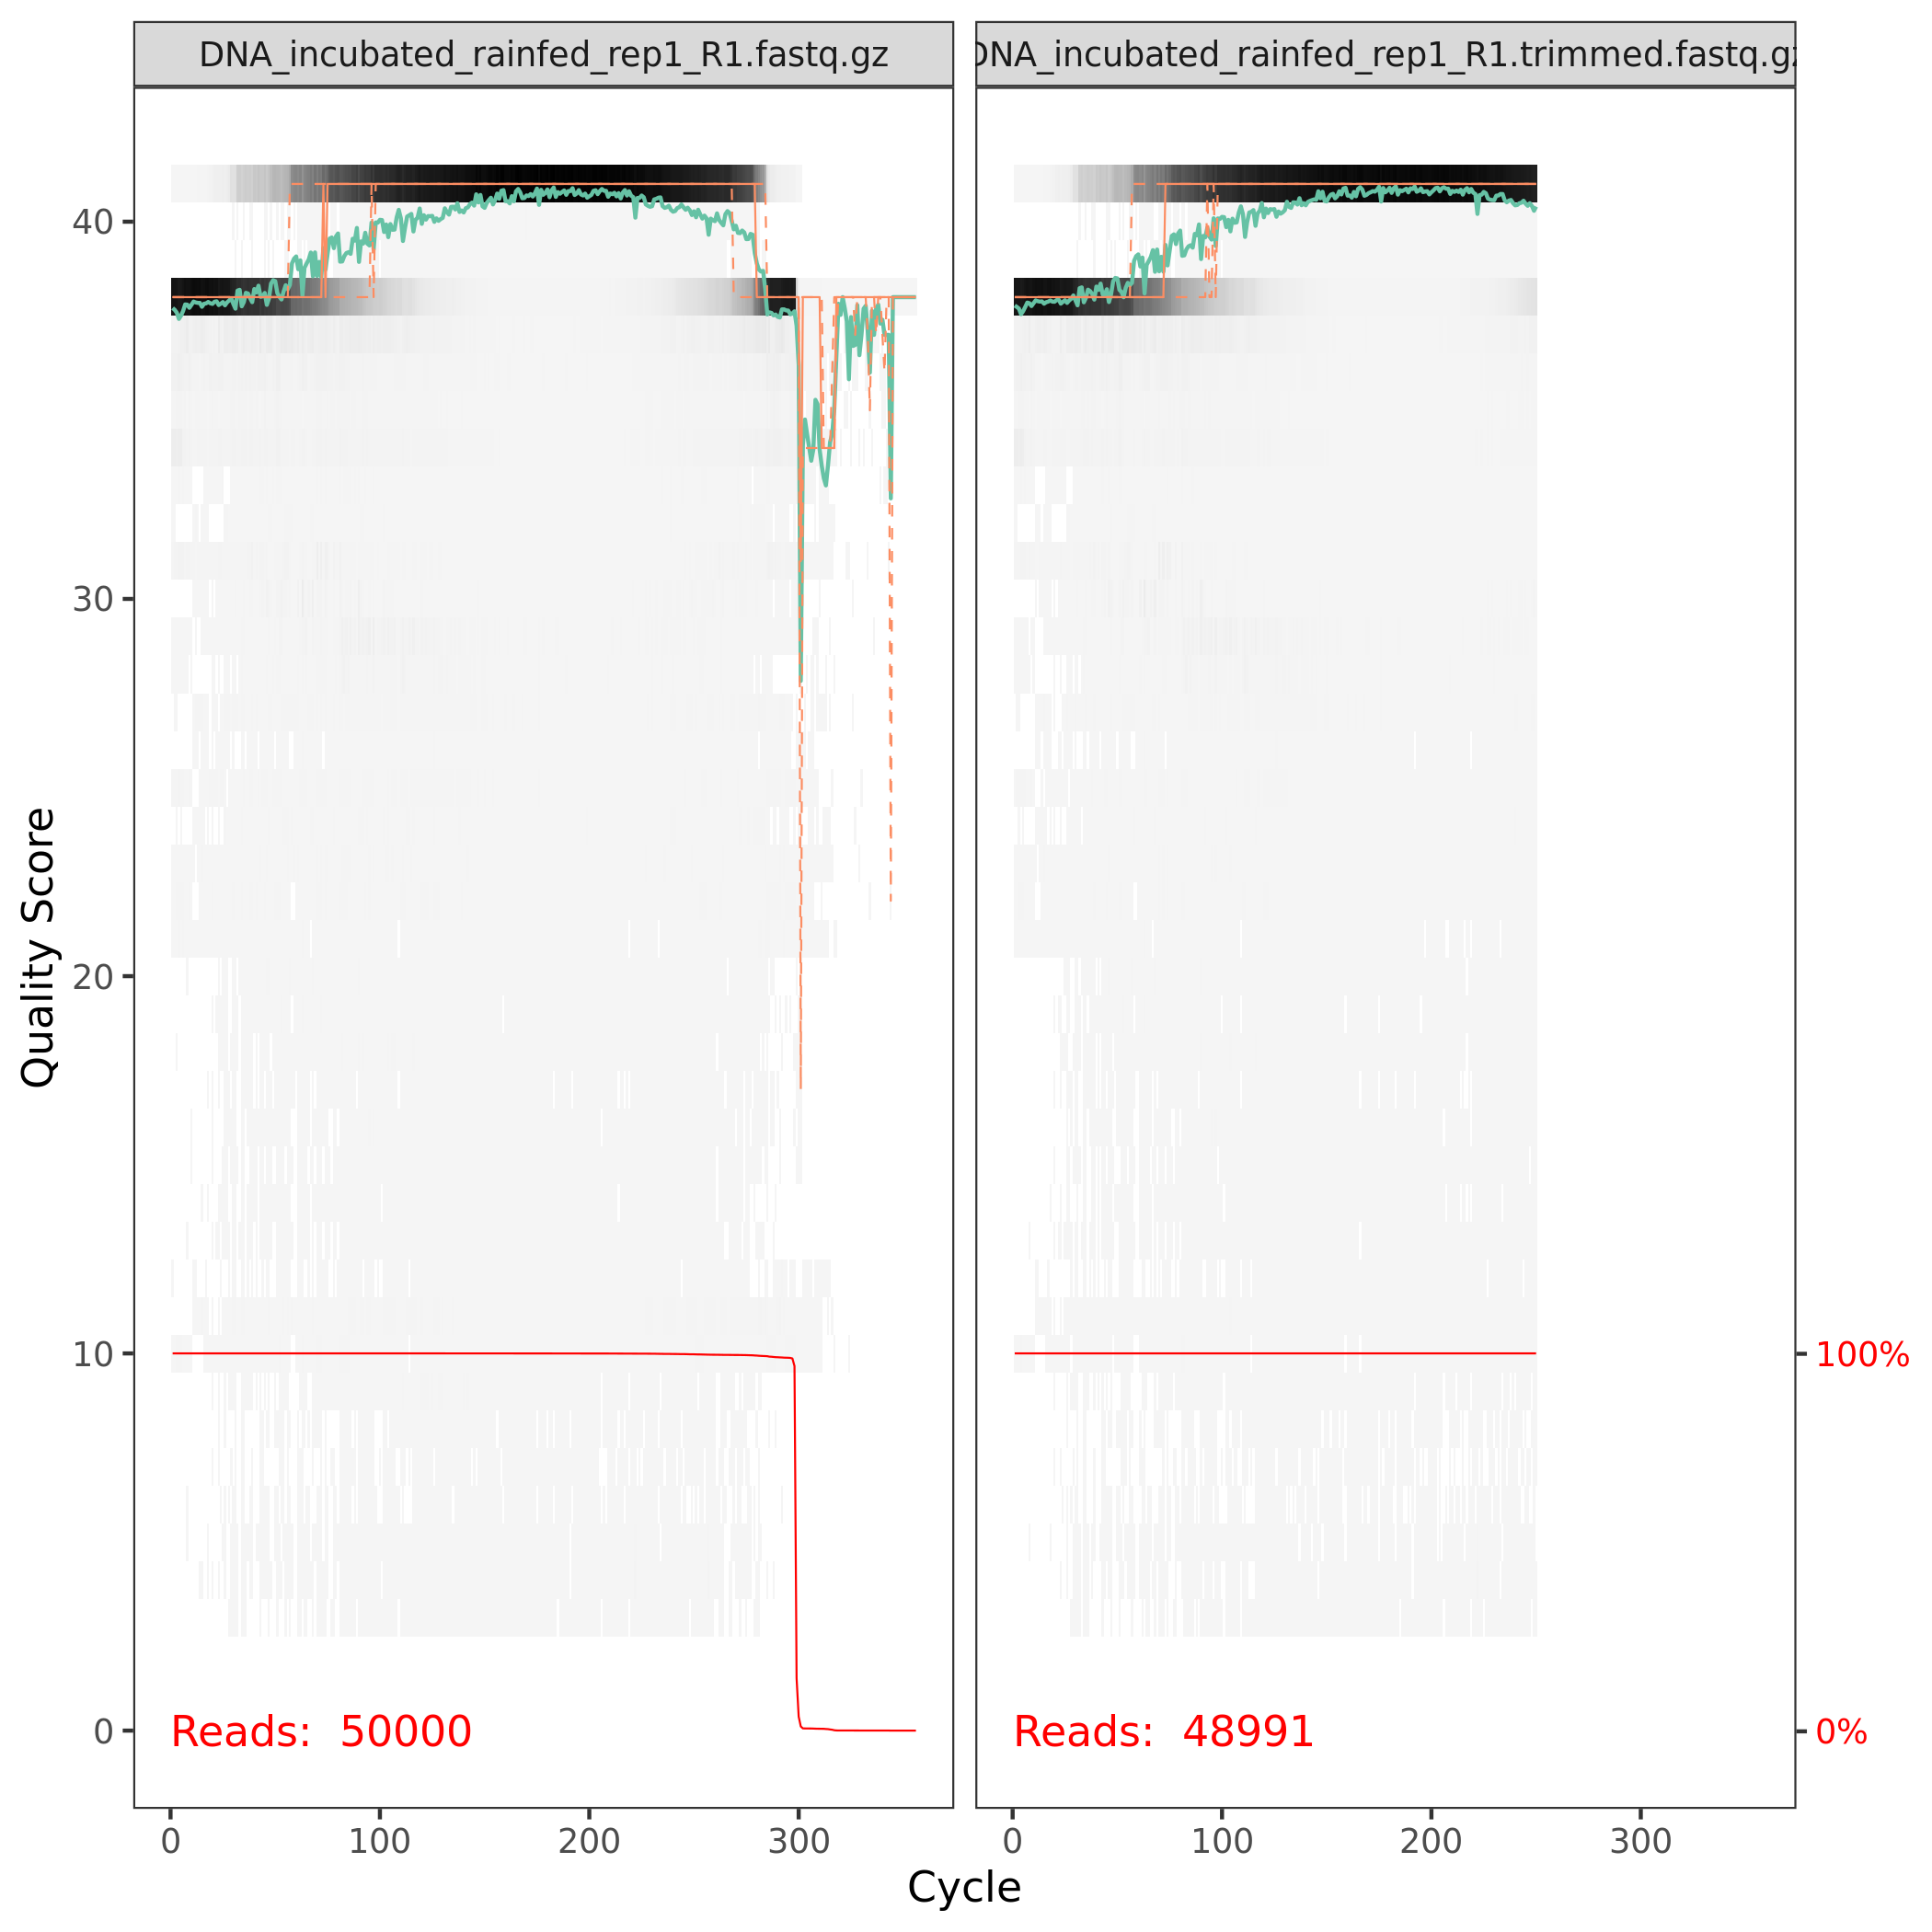 DNA_incubated_rainfed_rep1_R1.fastq.gz
DNA_incubated_rainfed_rep1_R1.trimmed.fastq.gz
Quality Score
40
30
20
10
0
100%
0%
Reads: 50000
Reads: 48991
0 100 200 300
0 100 200 300
Cycle